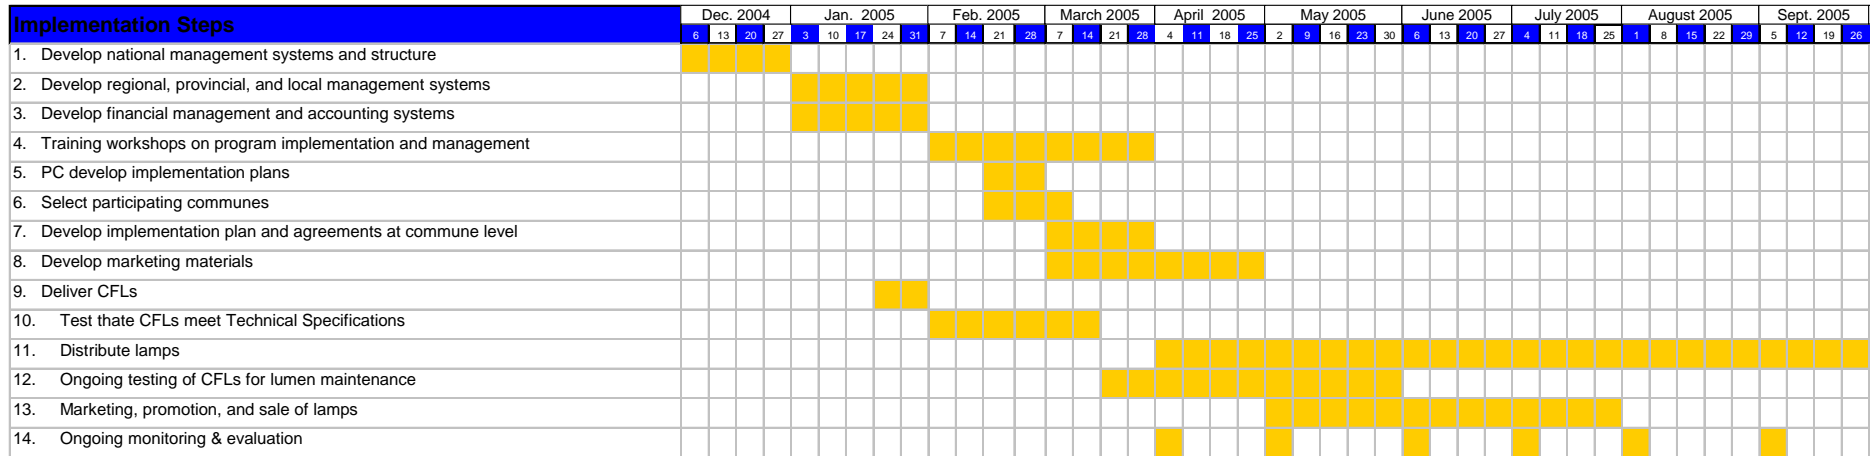 Implementation Steps
Dec. 2004 Jan. 2005 Feb. 2005 March 2005 April 2005 May 2005 June 2005 July 2005 August 2005 Sept. 2005
6 13 20 27 3 10 17 24 31 7 14 21 28 7 14 21 28 4 11 18 25 2 9 16 23 30 6 13 20 27 4 11 18 25 1 8 15 22 29 5 12 19 26
1. Develop national management systems and structure
2. Develop regional, provincial, and local management systems
3. Develop financial management and accounting systems
4. Training workshops on program implementation and management
5. PC develop implementation plans
6. Select participating communes
7. Develop implementation plan and agreements at commune level
8. Develop marketing materials
9. Deliver CFLs
10. Test thate CFLs meet Technical Specifications
11. Distribute lamps
12. Ongoing testing of CFLs for lumen maintenance
13. Marketing, promotion, and sale of lamps
14. Ongoing monitoring & evaluation